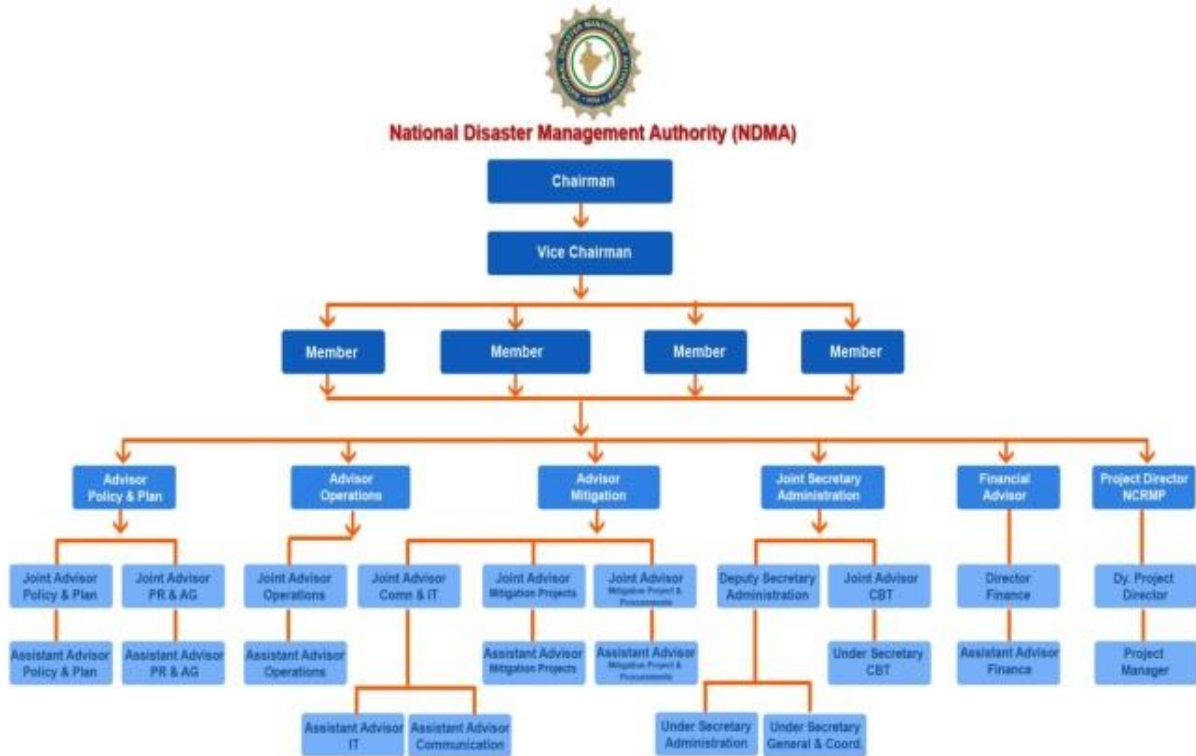 NATIONAL DISASTER MANAGEMENT AUTHORITY
National Disaster Management Authority (NDMA)
Chairman
Vice Chairman
Member
Member
Member
Member
Advisor
Policy & Plan
Advisor
Operations
Advisor
Mitigation
Joint Secretary
Administration
Financial
Advisor
Project Director
NCRMP
Joint Advisor
Policy & Plan
Joint Advisor
PR & AG
Joint Advisor
Operations
Joint Advisor
Comn & IT
Joint Advisor
Mitigation Projects
Joint Advisor
Mitigation Project &
Procurements
Deputy Secretary
Administration
Joint Advisor
CBT
Director
Finance
Dy. Project
Director
Assistant Advisor
Policy & Plan
Assistant Advisor
PR & AG
Assistant Advisor
Operations
Assistant Advisor
Mitigation Projects
Assistant Advisor
Mitigation Project &
Procurements
Under Secretary
CBT
Assistant Advisor
Finance
Project
Manager
Assistant Advisor
IT
Assistant Advisor
Communication
Under Secretary
Administration
Under Secretary
General & Coord.